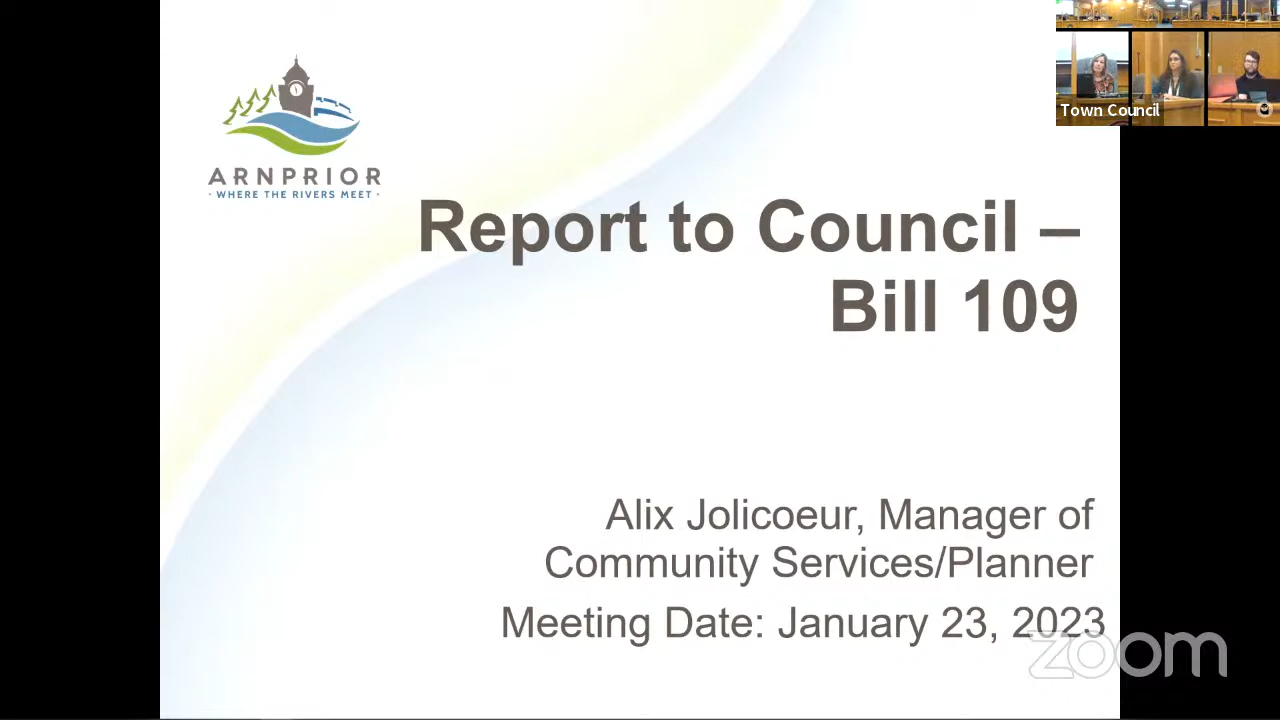 Town Council
ARNPRIOR
· WHERE THE RIVERS MEET ·
Report to Council –
Bill 109
Alix Jolicoeur, Manager of
Community Services/Planner
Meeting Date: January 23, 2023
zoom